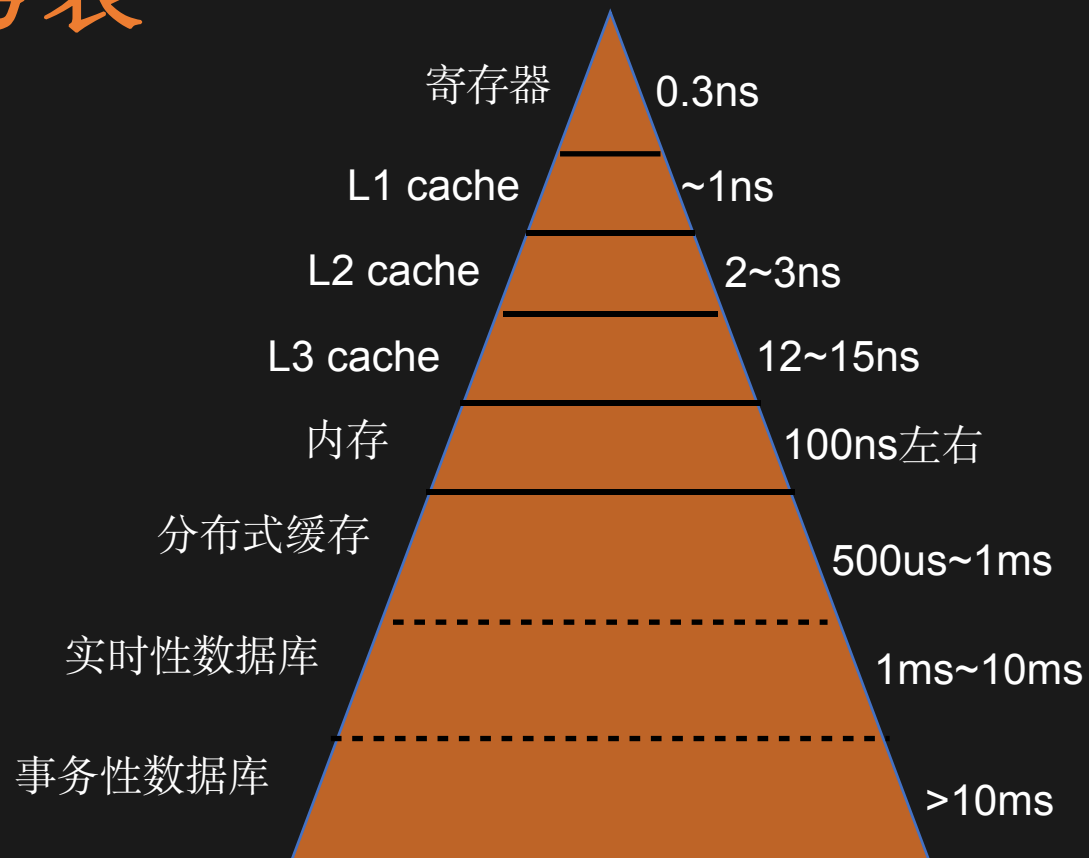 寄存器
0.3ns
L1 cache
~1ns
L2 cache
2~3ns
L3 cache
12~15ns
内存
100ns左右
分布式缓存
500us~1ms
实时性数据库
1ms~10ms
事务性数据库
>10ms